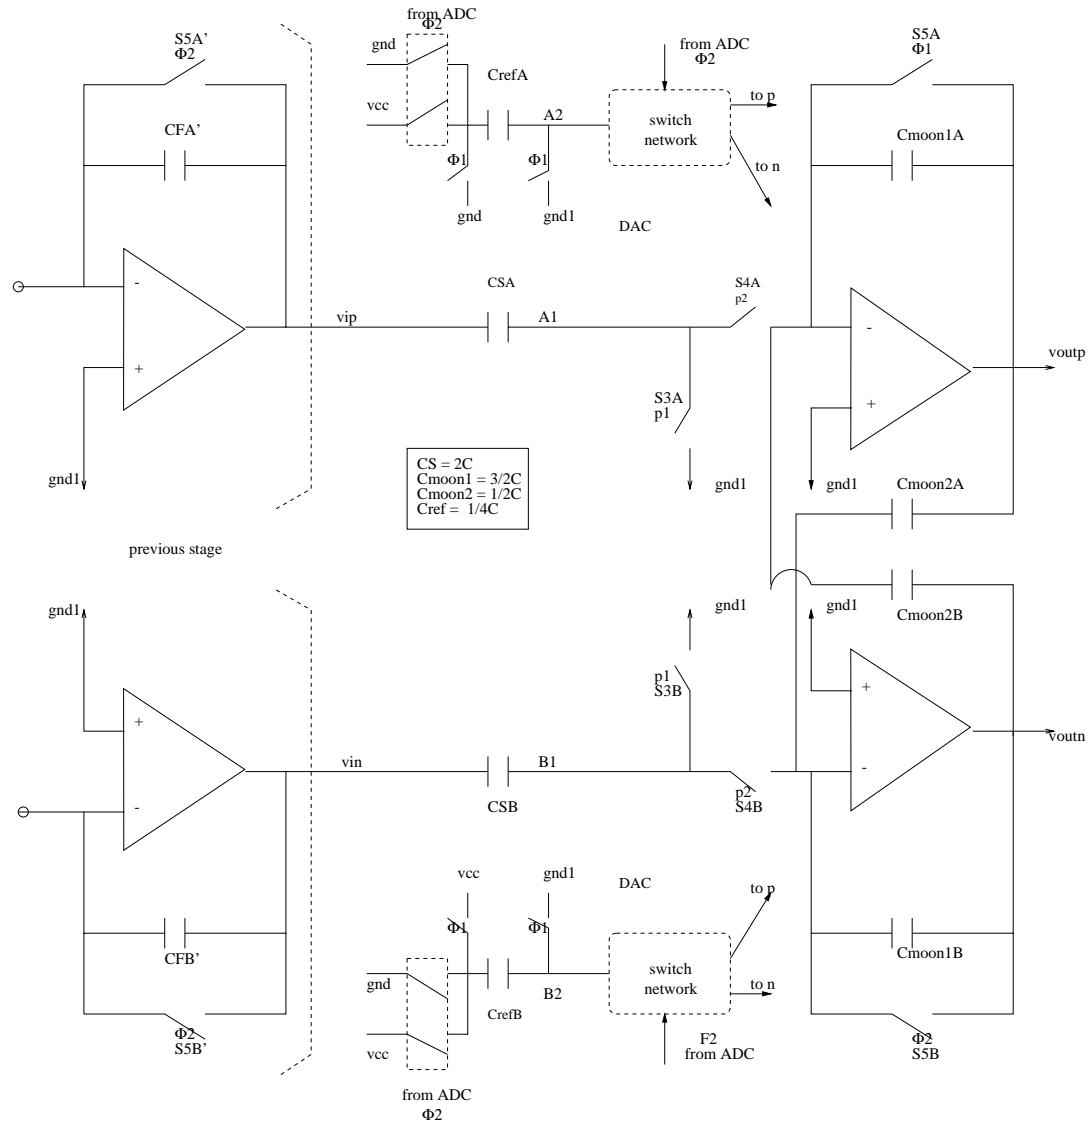 from ADC
Φ2
S5A'
Φ2
gnd
CrefA
from ADC
Φ2
S5A
Φ1
vcc
A2
to p
CFA'
switch
network
Cmoon1A
Φ1
Φ1
to n
gnd
gnd1
DAC
-
CSA
S4A
p2
vip
A1
-
voutp
+
S3A
p1
+
gnd1
CS = 2C
Cmoon1 = 3/2C
Cmoon2 = 1/2C
Cref = 1/4C
gnd1
gnd1
Cmoon2A
previous stage
gnd1
gnd1
gnd1
Cmoon2B
p1
S3B
+
+
vin
B1
voutn
-
-
CSB
p2
S4B
vcc
gnd1
DAC
to p
Φ1
Φ1
CFB'
Cmoon1B
gnd
switch
network
to n
B2
CrefB
Φ2
S5B'
F2
from ADC
Φ2
S5B
vcc
from ADC
Φ2